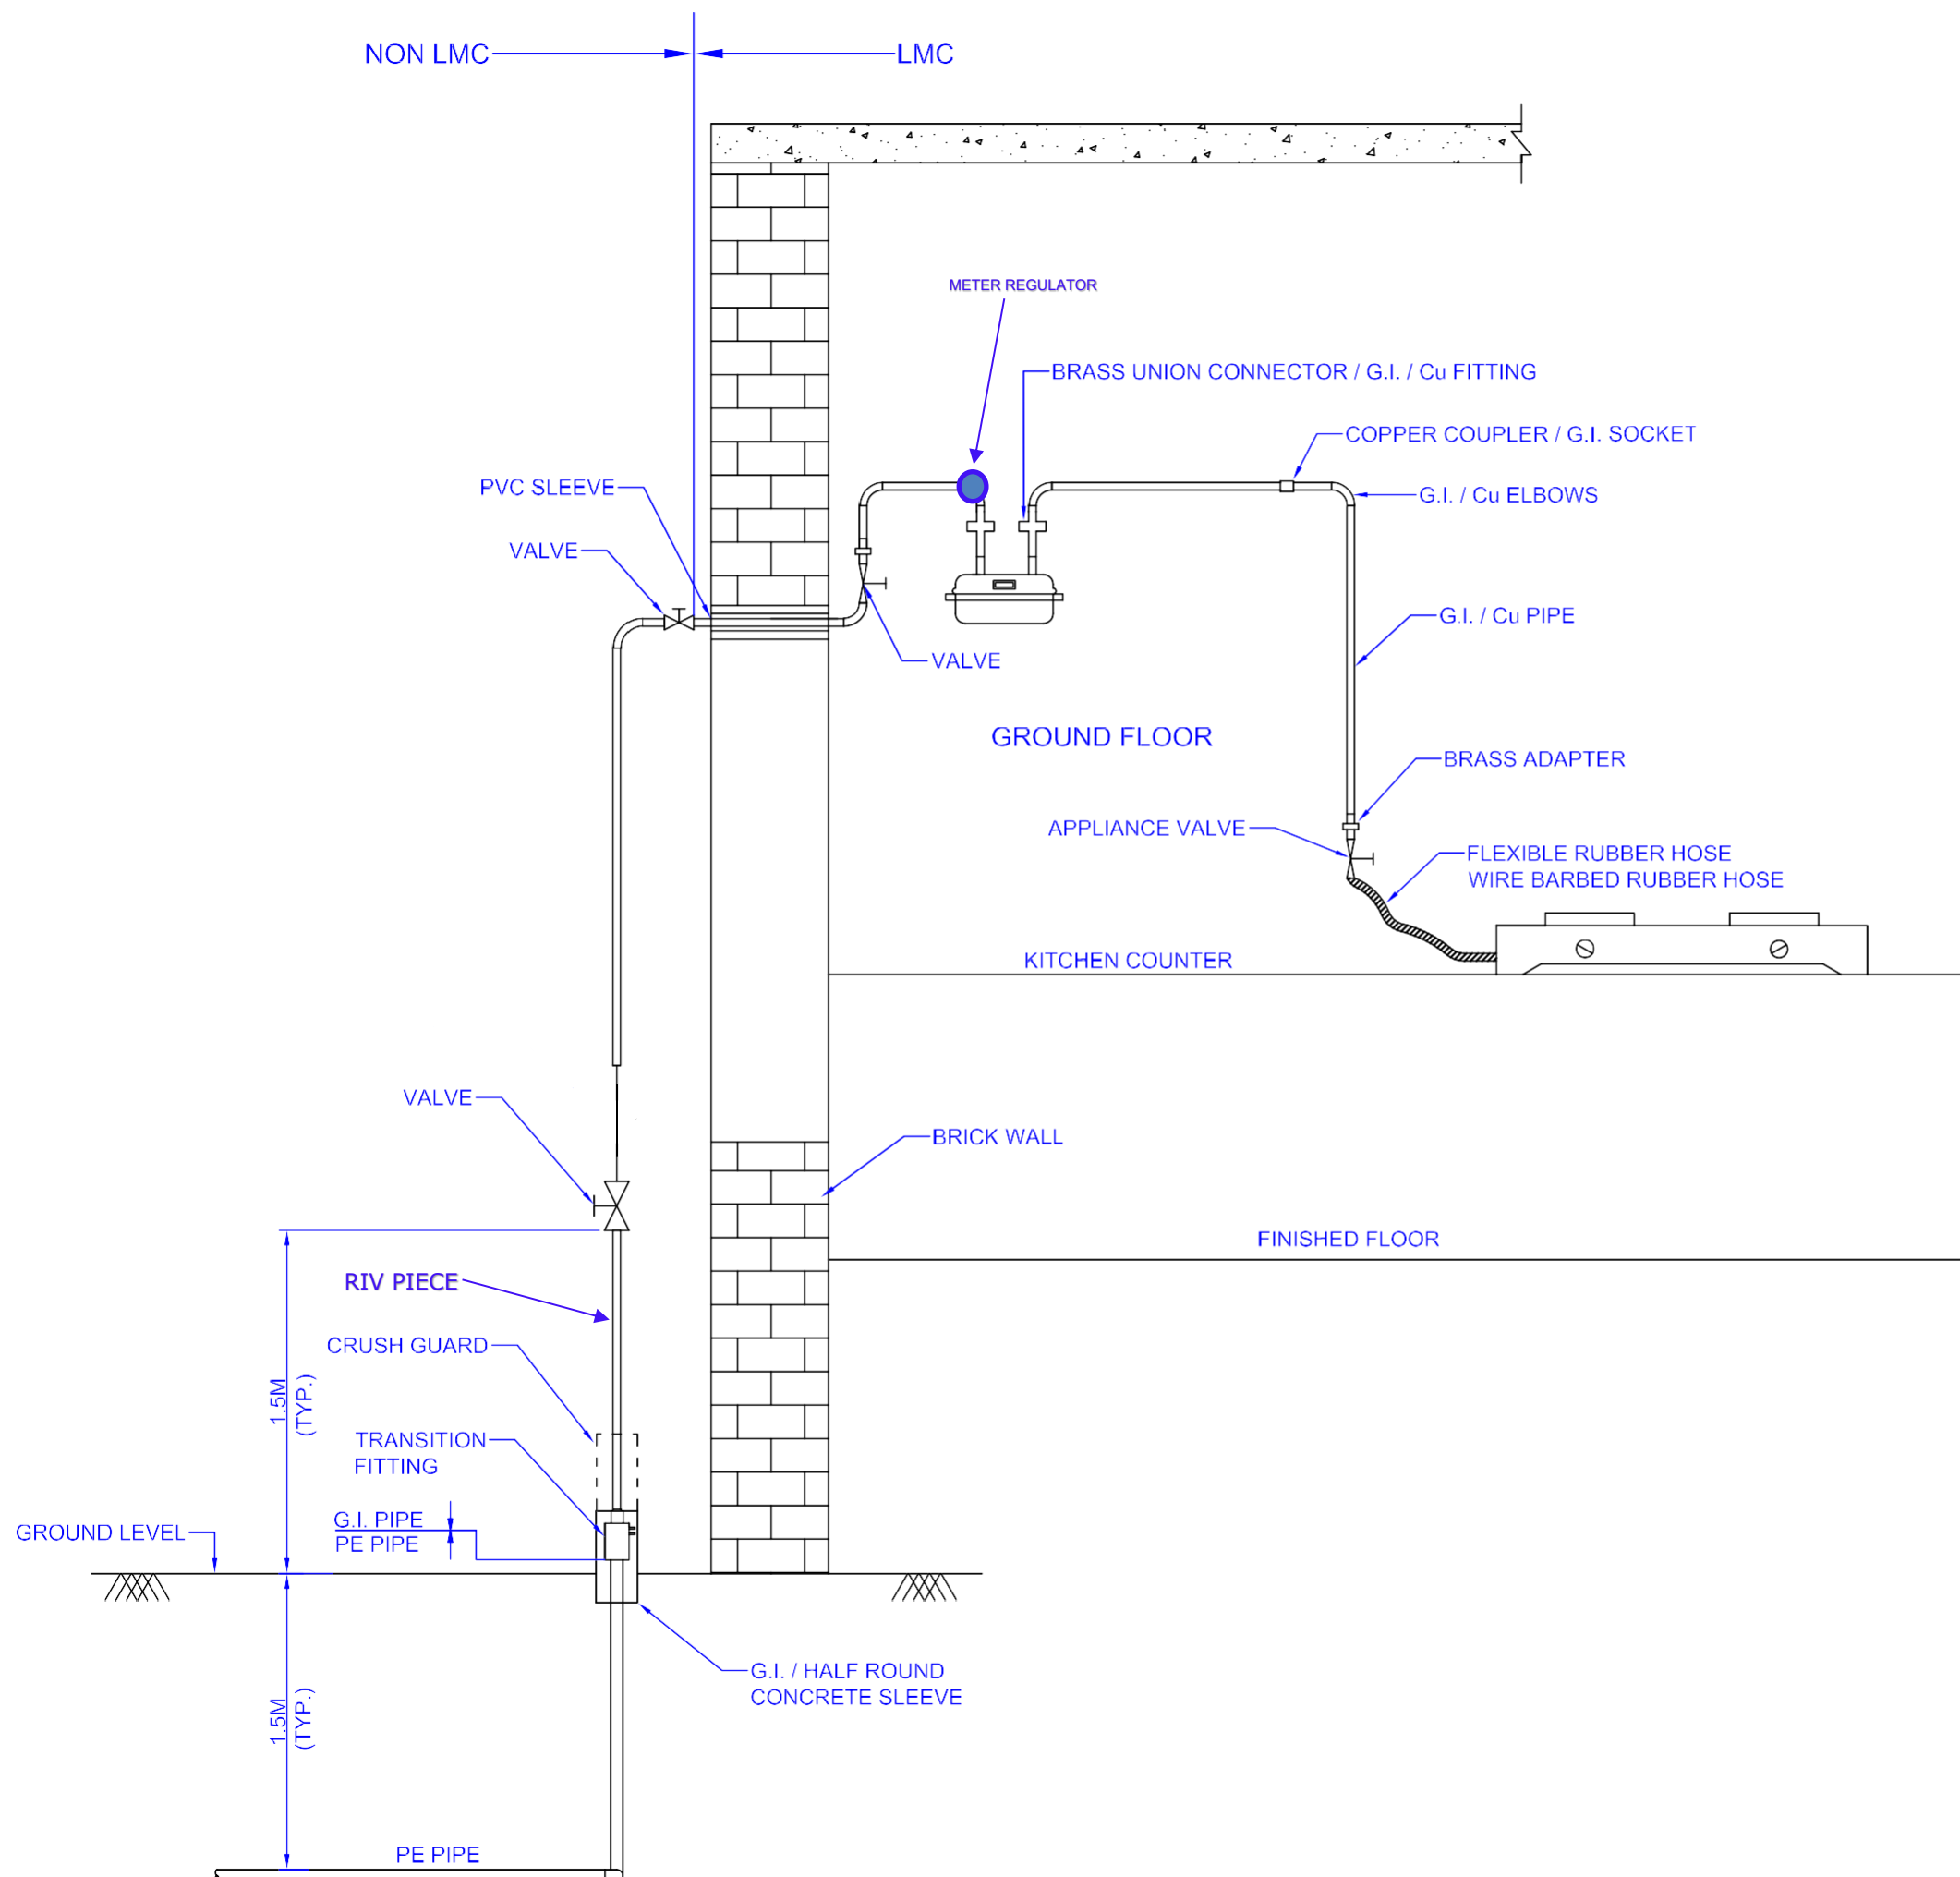 NON LMC
LMC
METER REGULATOR
BRASS UNION CONNECTOR / G.I. / Cu FITTING
COPPER COUPLER / G.I. SOCKET
PVC SLEEVE
G.I. / Cu ELBOWS
VALVE
G.I. / Cu PIPE
VALVE
GROUND FLOOR
BRASS ADAPTER
APPLIANCE VALVE
FLEXIBLE RUBBER HOSE
WIRE BARBED RUBBER HOSE
KITCHEN COUNTER
VALVE
BRICK WALL
FINISHED FLOOR
RIV PIECE
CRUSH GUARD
1.5M
(TYP.)
TRANSITION
FITTING
G.I. PIPE
PE PIPE
GROUND LEVEL
G.I. / HALF ROUND
CONCRETE SLEEVE
1.5M
(TYP.)
PE PIPE